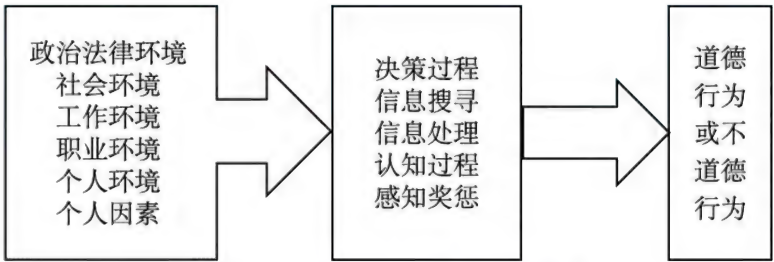 政治法律环境
社会环境
工作环境
职业环境
个人环境
个人因素
决策过程
信息搜寻
信息处理
认知过程
感知奖惩
道德
行为
或不
道德
行为